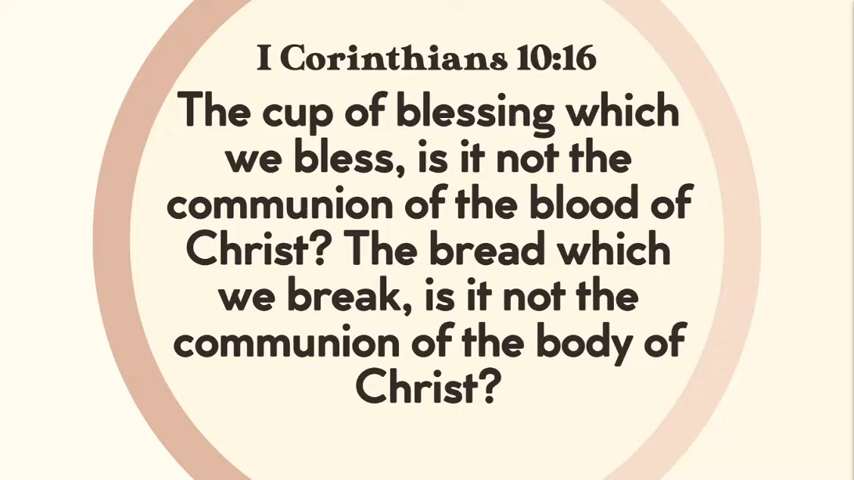 I Corinthians 10:16
The cup of blessing which
we bless, is it not the
communion of the blood of
Christ? The bread which
we break, is it not the
communion of the body of
Christ?